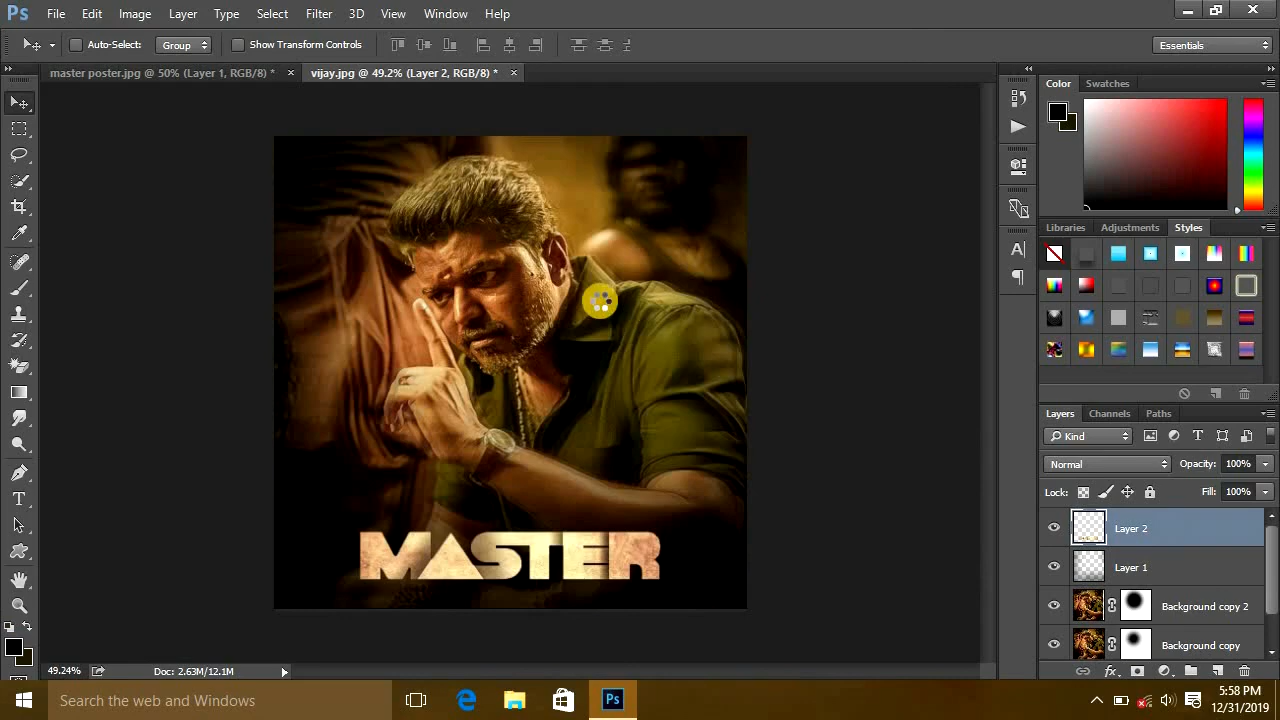 Ps File Edit Image Layer Type Select Filter 3D View Window Help
Auto-Select: Group Show Transform Controls Essentials
master poster.jpg @ 50% (Layer 1, RGB/8) * × vijay.jpg @ 49.2% (Layer 2, RGB/8) * ×
Color Swatches
Libraries Adjustments Styles
Layers Channels Paths
Kind
Normal Opacity: 100%
Lock: Fill: 100%
Layer 2
Layer 1
Background copy 2
Background copy
MASTER
49.24% Doc: 2.63M/12.1M
Search the web and Windows
Ps
5:58 PM
12/31/2019